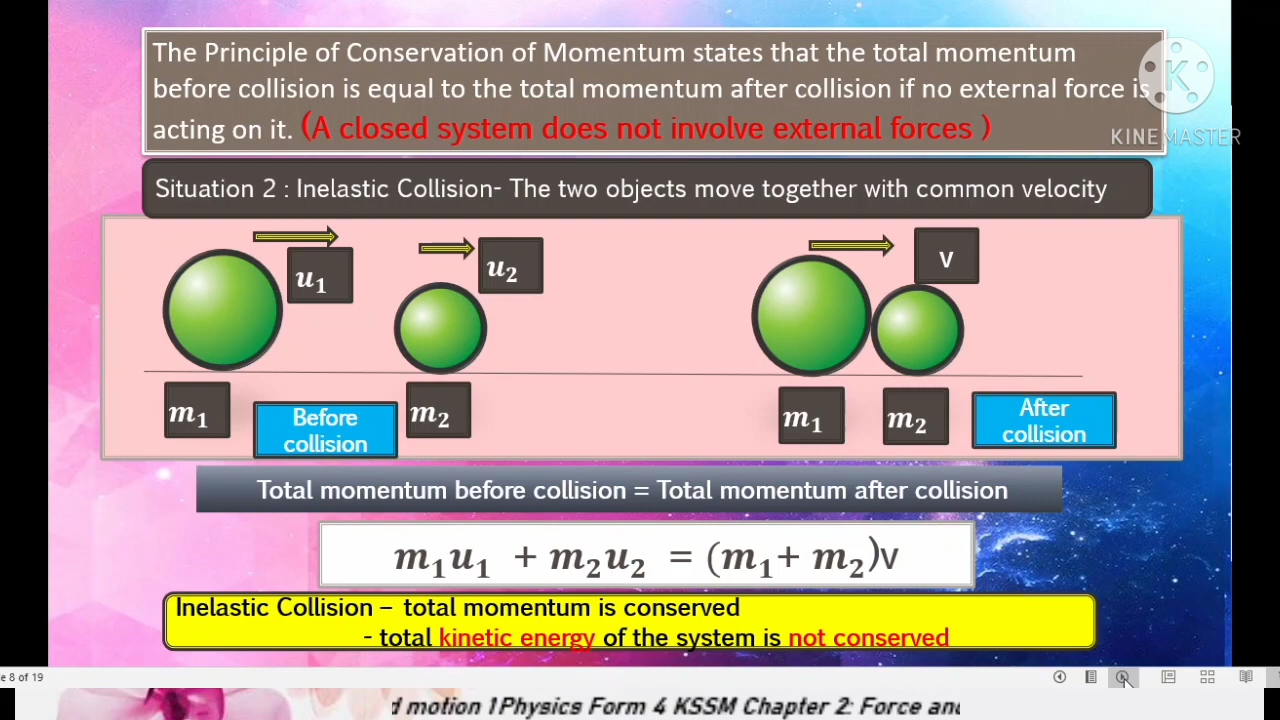 The Principle of Conservation of Momentum states that the total momentum
before collision is equal to the total momentum after collision if no external force is
acting on it. (A closed system does not involve external forces )
K
KINEMASTER
Situation 2 : Inelastic Collision- The two objects move together with common velocity
u₁
u₂
v
m₁
Before
collision
m₂
m₁
m₂
After
collision
Total momentum before collision = Total momentum after collision
m₁u₁ + m₂u₂ = (m₁+ m₂)v
Inelastic Collision – total momentum is conserved
- total kinetic energy of the system is not conserved
e 8 of 19
d motion 1Physics Form 4 KSSM Chapter 2: Force and